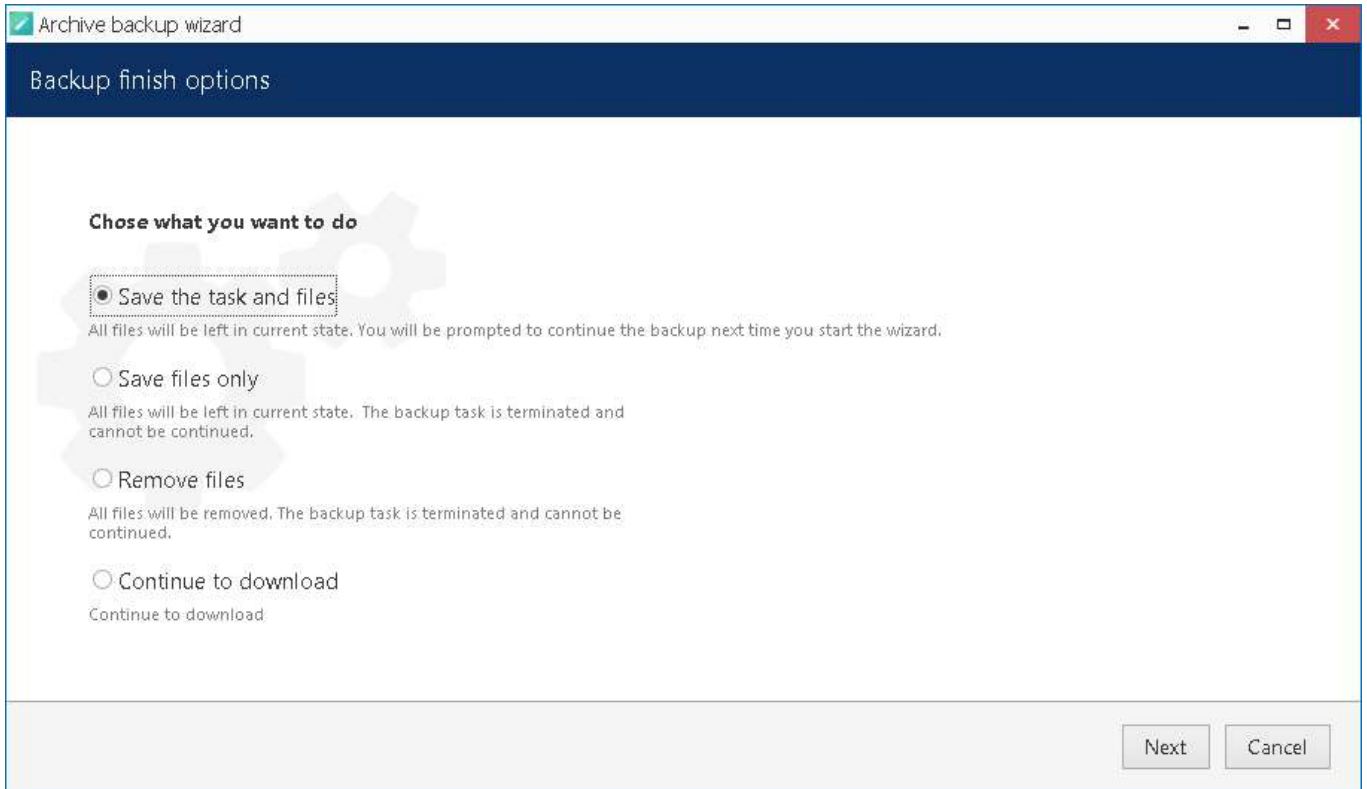 Archive backup wizard
Backup finish options
Chose what you want to do
Save the task and files
All files will be left in current state. You will be prompted to continue the backup next time you start the wizard.
Save files only
All files will be left in current state.  The backup task is terminated and
cannot be continued.
Remove files
All files will be removed. The backup task is terminated and cannot be
continued.
Continue to download
Continue to download
Next
Cancel